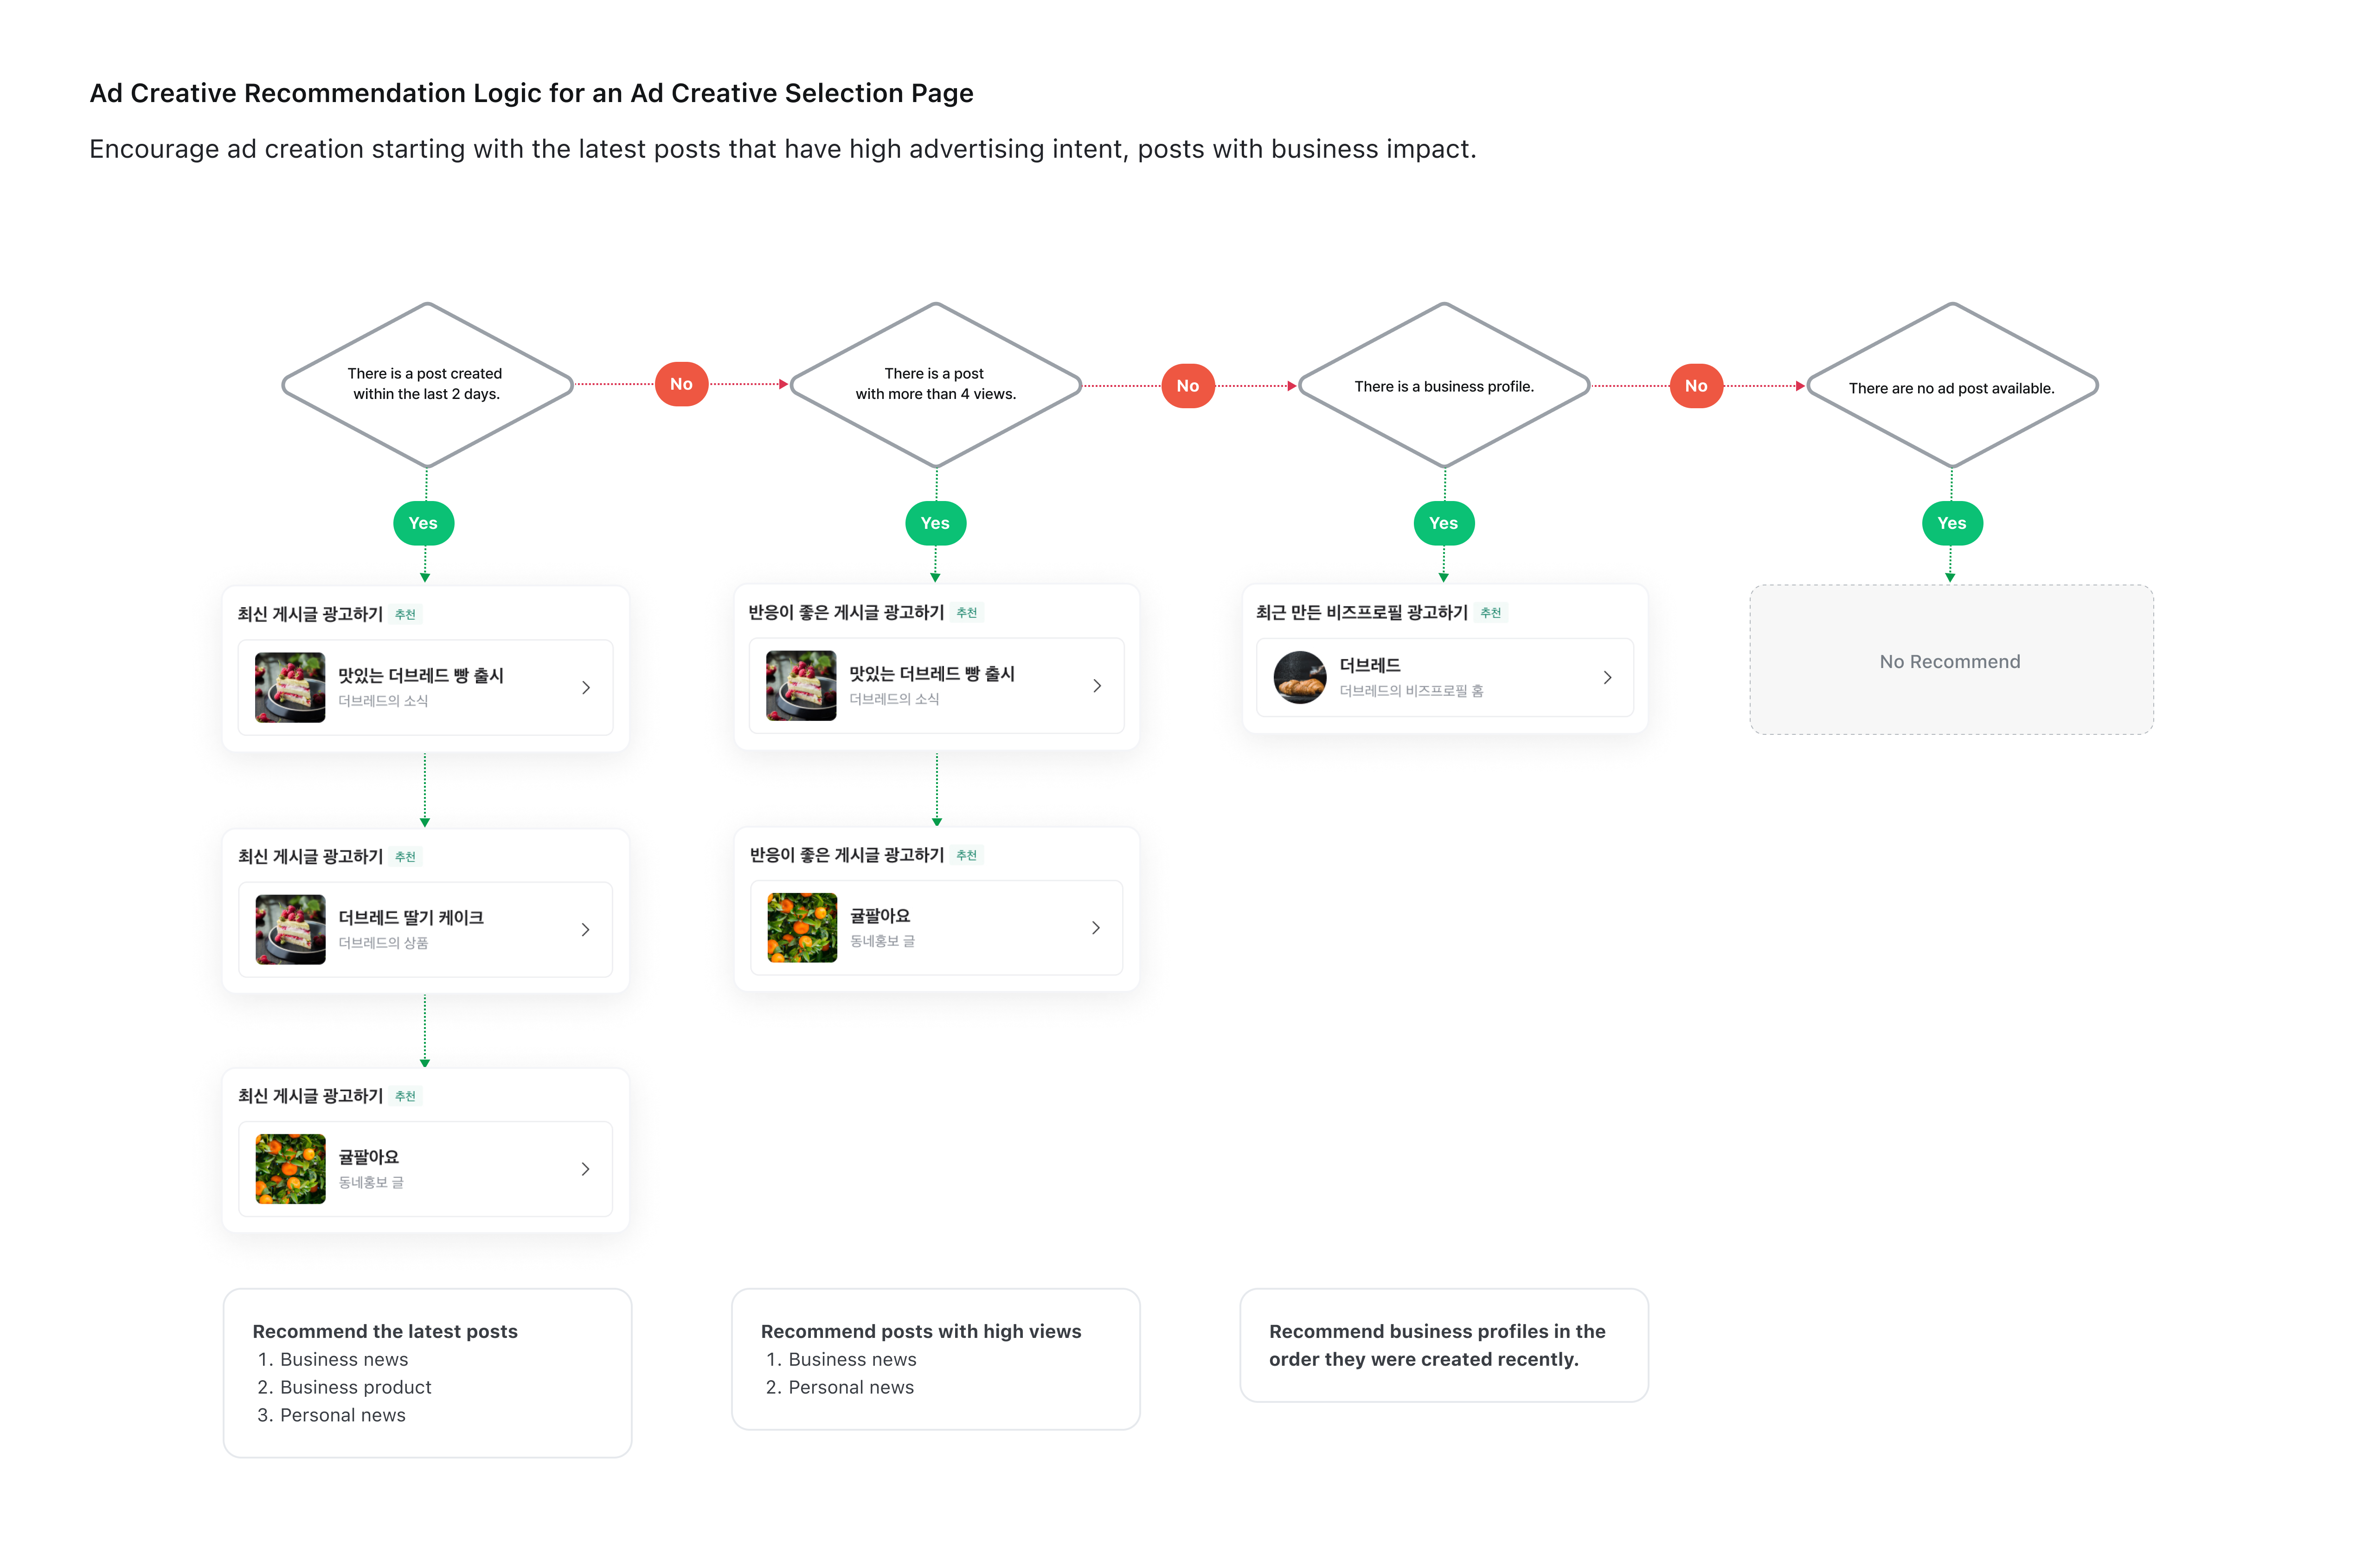 Ad Creative Recommendation Logic for an Ad Creative Selection Page
Encourage ad creation starting with the latest posts that have high advertising intent, posts with business impact.
There is a post created
within the last 2 days.
No
There is a post
with more than 4 views.
No
There is a business profile.
No
There are no ad post available.
Yes
Yes
Yes
Yes
최신 게시글 광고하기 추천
맛있는 더브레드 빵 출시
더브레드의 소식
최신 게시글 광고하기 추천
더브레드 딸기 케이크
더브레드의 상품
최신 게시글 광고하기 추천
귤팔아요
동네홍보 글
Recommend the latest posts
1. Business news
2. Business product
3. Personal news
반응이 좋은 게시글 광고하기 추천
맛있는 더브레드 빵 출시
더브레드의 소식
반응이 좋은 게시글 광고하기 추천
귤팔아요
동네홍보 글
Recommend posts with high views
1. Business news
2. Personal news
최근 만든 비즈프로필 광고하기 추천
더브레드
더브레드의 비즈프로필 홈
Recommend business profiles in the
order they were created recently.
No Recommend